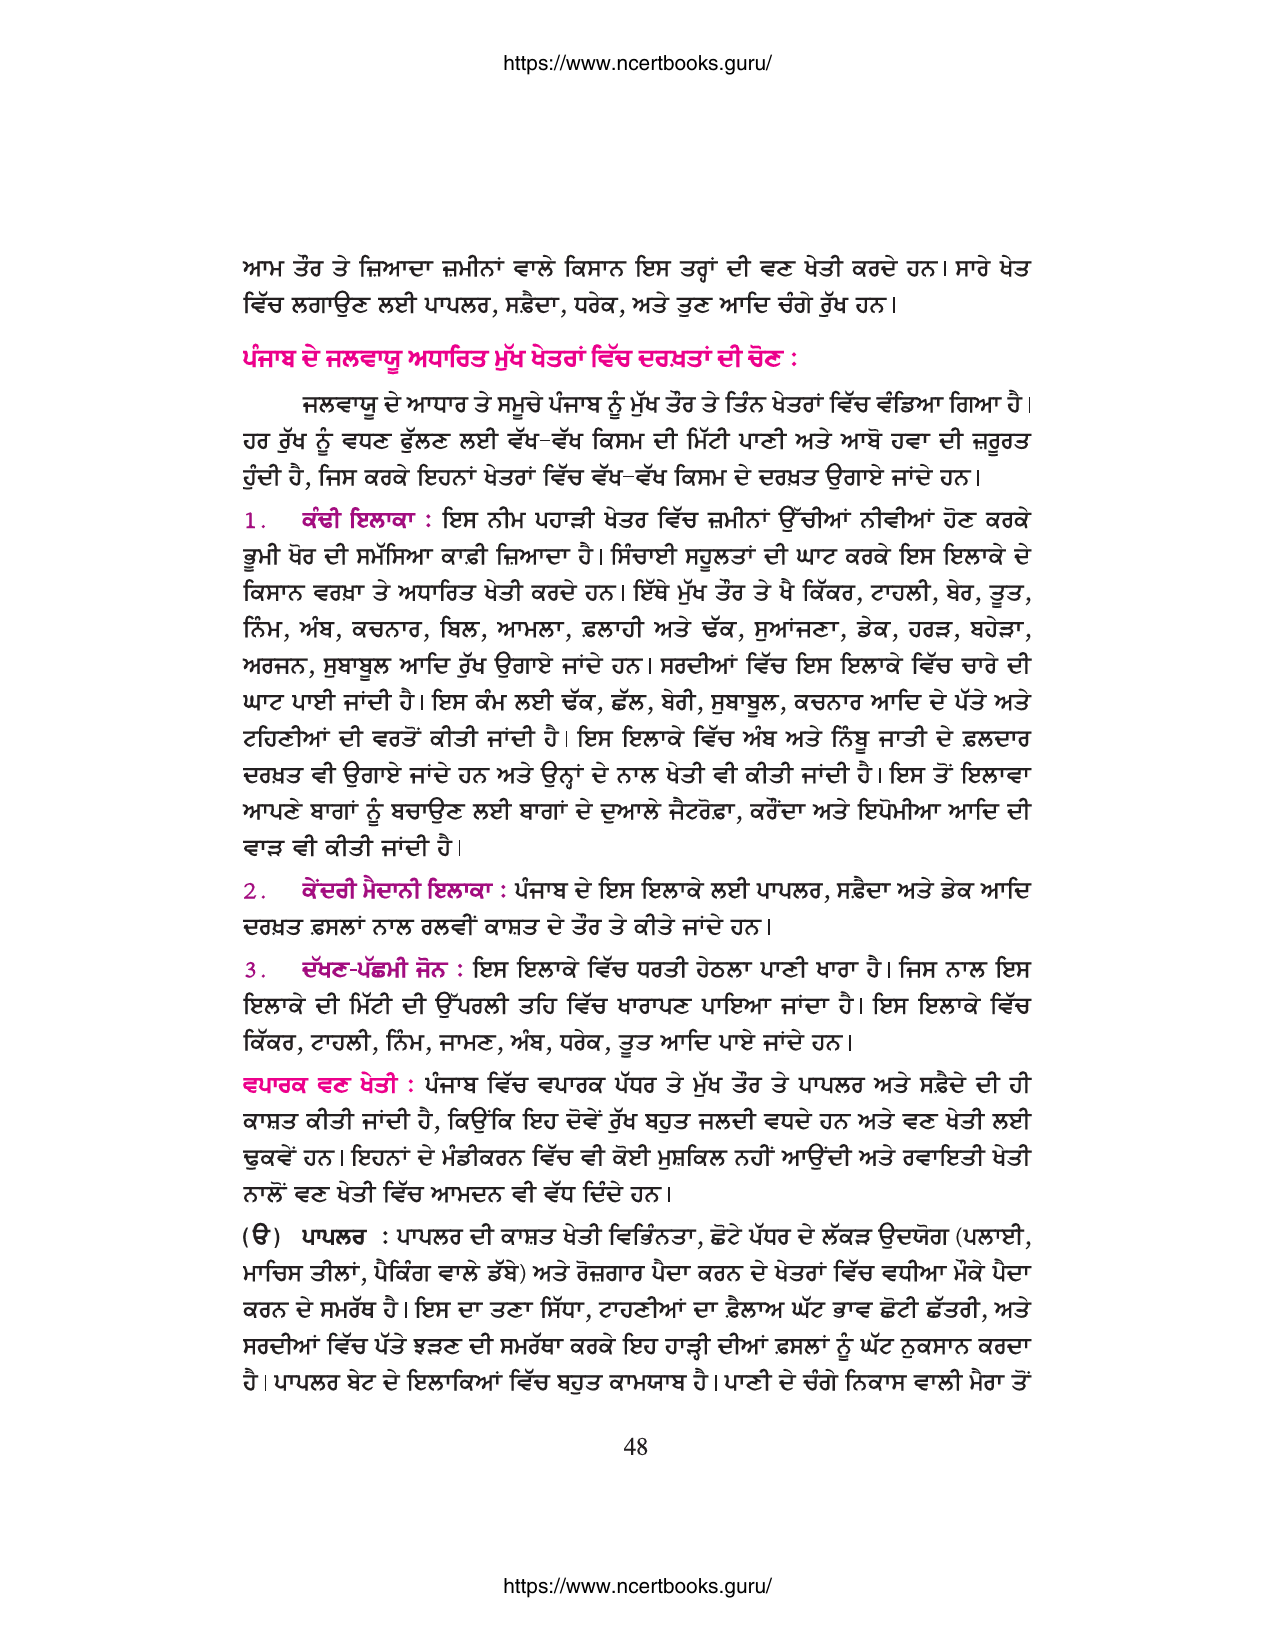 https://www.ncertbooks.guru/
ਆਮ ਤੌਰ ਤੇ ਜ਼ਿਆਦਾ ਜ਼ਮੀਨਾਂ ਵਾਲੇ ਕਿਸਾਨ ਇਸ ਤਰ੍ਹਾਂ ਦੀ ਵਣ ਖੇਤੀ ਕਰਦੇ ਹਨ। ਸਾਰੇ ਖੇਤ
ਵਿੱਚ ਲਗਾਉਣ ਲਈ ਪਾਪਲਰ, ਸਫ਼ੈਦਾ, ਧਰੇਕ, ਅਤੇ ਤੁਣ ਆਦਿ ਚੰਗੇ ਰੁੱਖ ਹਨ।
ਪੰਜਾਬ ਦੇ ਜਲਵਾਯੂ ਅਧਾਰਿਤ ਮੁੱਖ ਖੇਤਰਾਂ ਵਿੱਚ ਦਰਖ਼ਤਾਂ ਦੀ ਚੋਣ :
ਜਲਵਾਯੂ ਦੇ ਆਧਾਰ ਤੇ ਸਮੂਚੇ ਪੰਜਾਬ ਨੂੰ ਮੁੱਖ ਤੌਰ ਤੇ ਤਿੰਨ ਖੇਤਰਾਂ ਵਿੱਚ ਵੰਡਿਆ ਗਿਆ ਹੈ।
ਹਰ ਰੁੱਖ ਨੂੰ ਵਧਣ ਫੁੱਲਣ ਲਈ ਵੱਖ-ਵੱਖ ਕਿਸਮ ਦੀ ਮਿੱਟੀ ਪਾਣੀ ਅਤੇ ਆਬੋ ਹਵਾ ਦੀ ਜ਼ਰੂਰਤ
ਹੁੰਦੀ ਹੈ, ਜਿਸ ਕਰਕੇ ਇਹਨਾਂ ਖੇਤਰਾਂ ਵਿੱਚ ਵੱਖ-ਵੱਖ ਕਿਸਮ ਦੇ ਦਰਖ਼ਤ ਉਗਾਏ ਜਾਂਦੇ ਹਨ।
1. ਕੰਢੀ ਇਲਾਕਾ : ਇਸ ਨੀਮ ਪਹਾੜੀ ਖੇਤਰ ਵਿੱਚ ਜ਼ਮੀਨਾਂ ਉੱਚੀਆਂ ਨੀਵੀਆਂ ਹੋਣ ਕਰਕੇ
ਭੂਮੀ ਖੋਰ ਦੀ ਸਮੱਸਿਆ ਕਾਫ਼ੀ ਜ਼ਿਆਦਾ ਹੈ। ਸਿੰਚਾਈ ਸਹੂਲਤਾਂ ਦੀ ਘਾਟ ਕਰਕੇ ਇਸ ਇਲਾਕੇ ਦੇ
ਕਿਸਾਨ ਵਰਖ਼ਾ ਤੇ ਅਧਾਰਿਤ ਖੇਤੀ ਕਰਦੇ ਹਨ। ਇੱਥੇ ਮੁੱਖ ਤੌਰ ਤੇ ਖੈ ਕਿੱਕਰ, ਟਾਹਲੀ, ਬੇਰ, ਤੂਤ,
ਨਿੰਮ, ਅੰਬ, ਕਚਨਾਰ, ਬਿਲ, ਆਮਲਾ, ਫ਼ਲਾਹੀ ਅਤੇ ਢੱਕ, ਸੁਆਂਜਣਾ, ਡੇਕ, ਹਰੜ, ਬਹੇੜਾ,
ਅਰਜਨ, ਸੁਬਾਬੂਲ ਆਦਿ ਰੁੱਖ ਉਗਾਏ ਜਾਂਦੇ ਹਨ। ਸਰਦੀਆਂ ਵਿੱਚ ਇਸ ਇਲਾਕੇ ਵਿੱਚ ਚਾਰੇ ਦੀ
ਘਾਟ ਪਾਈ ਜਾਂਦੀ ਹੈ। ਇਸ ਕੰਮ ਲਈ ਢੱਕ, ਛੱਲ, ਬੇਰੀ, ਸੁਬਾਬੂਲ, ਕਚਨਾਰ ਆਦਿ ਦੇ ਪੱਤੇ ਅਤੇ
ਟਹਿਣੀਆਂ ਦੀ ਵਰਤੋਂ ਕੀਤੀ ਜਾਂਦੀ ਹੈ। ਇਸ ਇਲਾਕੇ ਵਿੱਚ ਅੰਬ ਅਤੇ ਨਿੰਬੂ ਜਾਤੀ ਦੇ ਫ਼ਲਦਾਰ
ਦਰਖ਼ਤ ਵੀ ਉਗਾਏ ਜਾਂਦੇ ਹਨ ਅਤੇ ਉਨ੍ਹਾਂ ਦੇ ਨਾਲ ਖੇਤੀ ਵੀ ਕੀਤੀ ਜਾਂਦੀ ਹੈ। ਇਸ ਤੋਂ ਇਲਾਵਾ
ਆਪਣੇ ਬਾਗਾਂ ਨੂੰ ਬਚਾਉਣ ਲਈ ਬਾਗਾਂ ਦੇ ਦੁਆਲੇ ਜੈਟਰੋਫ਼ਾ, ਕਰੌਂਦਾ ਅਤੇ ਇਪੋਮੀਆ ਆਦਿ ਦੀ
ਵਾੜ ਵੀ ਕੀਤੀ ਜਾਂਦੀ ਹੈ।
2. ਕੇਂਦਰੀ ਮੈਦਾਨੀ ਇਲਾਕਾ : ਪੰਜਾਬ ਦੇ ਇਸ ਇਲਾਕੇ ਲਈ ਪਾਪਲਰ, ਸਫ਼ੈਦਾ ਅਤੇ ਡੇਕ ਆਦਿ
ਦਰਖ਼ਤ ਫ਼ਸਲਾਂ ਨਾਲ ਰਲਵੀਂ ਕਾਸ਼ਤ ਦੇ ਤੌਰ ਤੇ ਕੀਤੇ ਜਾਂਦੇ ਹਨ।
3. ਦੱਖਣ-ਪੱਛਮੀ ਜੋਨ : ਇਸ ਇਲਾਕੇ ਵਿੱਚ ਧਰਤੀ ਹੇਠਲਾ ਪਾਣੀ ਖਾਰਾ ਹੈ। ਜਿਸ ਨਾਲ ਇਸ
ਇਲਾਕੇ ਦੀ ਮਿੱਟੀ ਦੀ ਉੱਪਰਲੀ ਤਹਿ ਵਿੱਚ ਖਾਰਾਪਣ ਪਾਇਆ ਜਾਂਦਾ ਹੈ। ਇਸ ਇਲਾਕੇ ਵਿੱਚ
ਕਿੱਕਰ, ਟਾਹਲੀ, ਨਿੰਮ, ਜਾਮਣ, ਅੰਬ, ਧਰੇਕ, ਤੂਤ ਆਦਿ ਪਾਏ ਜਾਂਦੇ ਹਨ।
ਵਪਾਰਕ ਵਣ ਖੇਤੀ : ਪੰਜਾਬ ਵਿੱਚ ਵਪਾਰਕ ਪੱਧਰ ਤੇ ਮੁੱਖ ਤੌਰ ਤੇ ਪਾਪਲਰ ਅਤੇ ਸਫ਼ੈਦੇ ਦੀ ਹੀ
ਕਾਸ਼ਤ ਕੀਤੀ ਜਾਂਦੀ ਹੈ, ਕਿਉਂਕਿ ਇਹ ਦੋਵੇਂ ਰੁੱਖ ਬਹੁਤ ਜਲਦੀ ਵਧਦੇ ਹਨ ਅਤੇ ਵਣ ਖੇਤੀ ਲਈ
ਢੁਕਵੇਂ ਹਨ। ਇਹਨਾਂ ਦੇ ਮੰਡੀਕਰਨ ਵਿੱਚ ਵੀ ਕੋਈ ਮੁਸ਼ਕਿਲ ਨਹੀਂ ਆਉਂਦੀ ਅਤੇ ਰਵਾਇਤੀ ਖੇਤੀ
ਨਾਲੋਂ ਵਣ ਖੇਤੀ ਵਿੱਚ ਆਮਦਨ ਵੀ ਵੱਧ ਦਿੰਦੇ ਹਨ।
(ੳ) ਪਾਪਲਰ : ਪਾਪਲਰ ਦੀ ਕਾਸ਼ਤ ਖੇਤੀ ਵਿਭਿੰਨਤਾ, ਛੋਟੇ ਪੱਧਰ ਦੇ ਲੱਕੜ ਉਦਯੋਗ (ਪਲਾਈ,
ਮਾਚਿਸ ਤੀਲਾਂ, ਪੈਕਿੰਗ ਵਾਲੇ ਡੱਬੇ) ਅਤੇ ਰੋਜ਼ਗਾਰ ਪੈਦਾ ਕਰਨ ਦੇ ਖੇਤਰਾਂ ਵਿੱਚ ਵਧੀਆ ਮੌਕੇ ਪੈਦਾ
ਕਰਨ ਦੇ ਸਮਰੱਥ ਹੈ। ਇਸ ਦਾ ਤਣਾ ਸਿੱਧਾ, ਟਾਹਣੀਆਂ ਦਾ ਫ਼ੈਲਾਅ ਘੱਟ ਭਾਵ ਛੋਟੀ ਛੱਤਰੀ, ਅਤੇ
ਸਰਦੀਆਂ ਵਿੱਚ ਪੱਤੇ ਝੜਣ ਦੀ ਸਮਰੱਥਾ ਕਰਕੇ ਇਹ ਹਾੜ੍ਹੀ ਦੀਆਂ ਫ਼ਸਲਾਂ ਨੂੰ ਘੱਟ ਨੁਕਸਾਨ ਕਰਦਾ
ਹੈ। ਪਾਪਲਰ ਬੇਟ ਦੇ ਇਲਾਕਿਆਂ ਵਿੱਚ ਬਹੁਤ ਕਾਮਯਾਬ ਹੈ। ਪਾਣੀ ਦੇ ਚੰਗੇ ਨਿਕਾਸ ਵਾਲੀ ਮੈਰਾ ਤੋਂ
48
https://www.ncertbooks.guru/